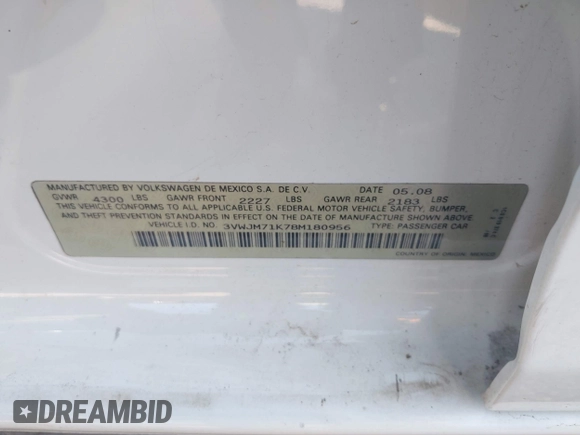 MANUFACTURED BY VOLKSWAGEN DE MEXICO S.A. DE C.V. DATE 05.08
GVWR 4300 LBS GAWR FRONT 2227 LBS GAWR REAR 2183 LBS
THIS VEHICLE CONFORMS TO ALL APPLICABLE U.S. FEDERAL MOTOR VEHICLE SAFETY, BUMPER,
AND THEFT PREVENTION STANDARDS IN EFFECT ON THE DATE OF MANUFACTURE SHOWN ABOVE.
VEHICLE I.D. NO. 3VWJM71K78M180956 TYPE: PASSENGER CAR
COUNTRY OF ORIGIN: MEXICO
DREAMBID